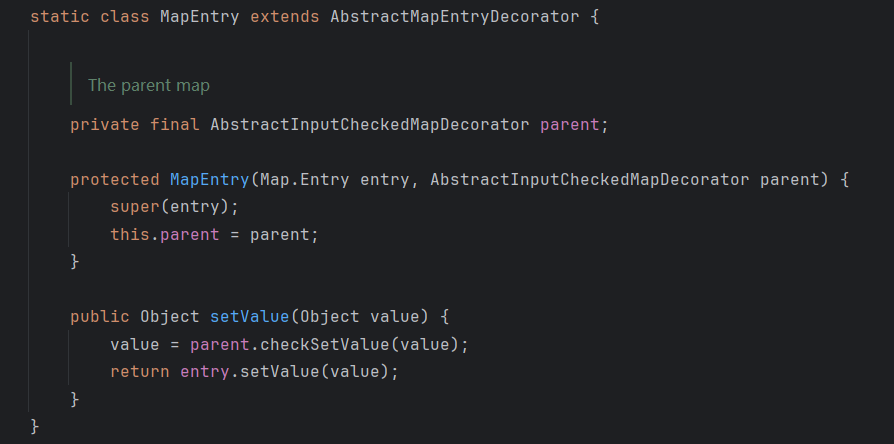 static class MapEntry extends AbstractMapEntryDecorator {
The parent map
private final AbstractInputCheckedMapDecorator parent;
protected MapEntry(Map.Entry entry, AbstractInputCheckedMapDecorator parent) {
super(entry);
this.parent = parent;
}
public Object setValue(Object value) {
value = parent.checkSetValue(value);
return entry.setValue(value);
}
}